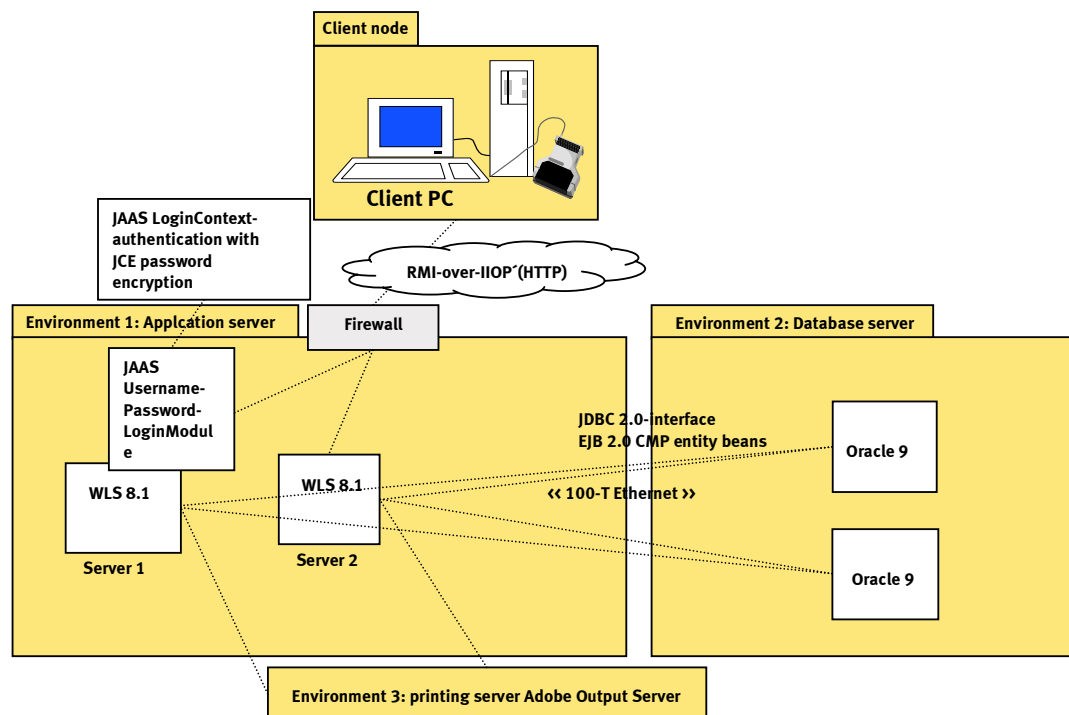 Client node
Client PC
JAAS LoginContext-
authentication with
JCE password
encryption
RMI-over-IIOP´(HTTP)
Environment 1: Applcation server
Firewall
Environment 2: Database server
JAAS
Username-
Password-
LoginModul
e
JDBC 2.0-interface
EJB 2.0 CMP entity beans
Oracle 9
WLS 8.1
WLS 8.1
‹‹ 100-T Ethernet ››
Server 1
Server 2
Oracle 9
Environment 3: printing server Adobe Output Server